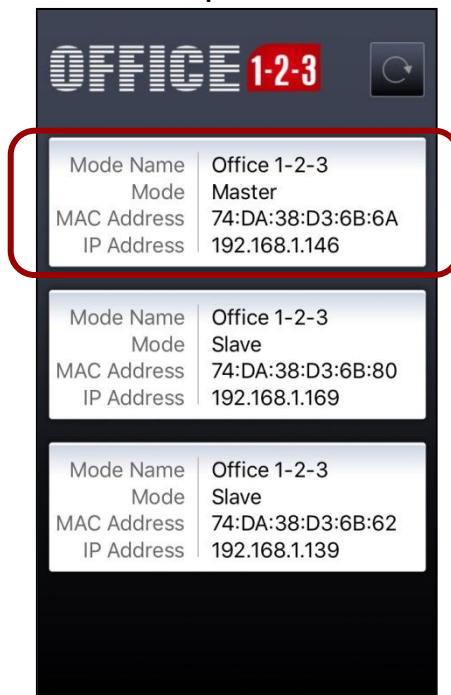 OFFICE 1-2-3
Mode Name Office 1-2-3
Mode Master
MAC Address 74:DA:38:D3:6B:6A
IP Address 192.168.1.146
Mode Name Office 1-2-3
Mode Slave
MAC Address 74:DA:38:D3:6B:80
IP Address 192.168.1.169
Mode Name Office 1-2-3
Mode Slave
MAC Address 74:DA:38:D3:6B:62
IP Address 192.168.1.139